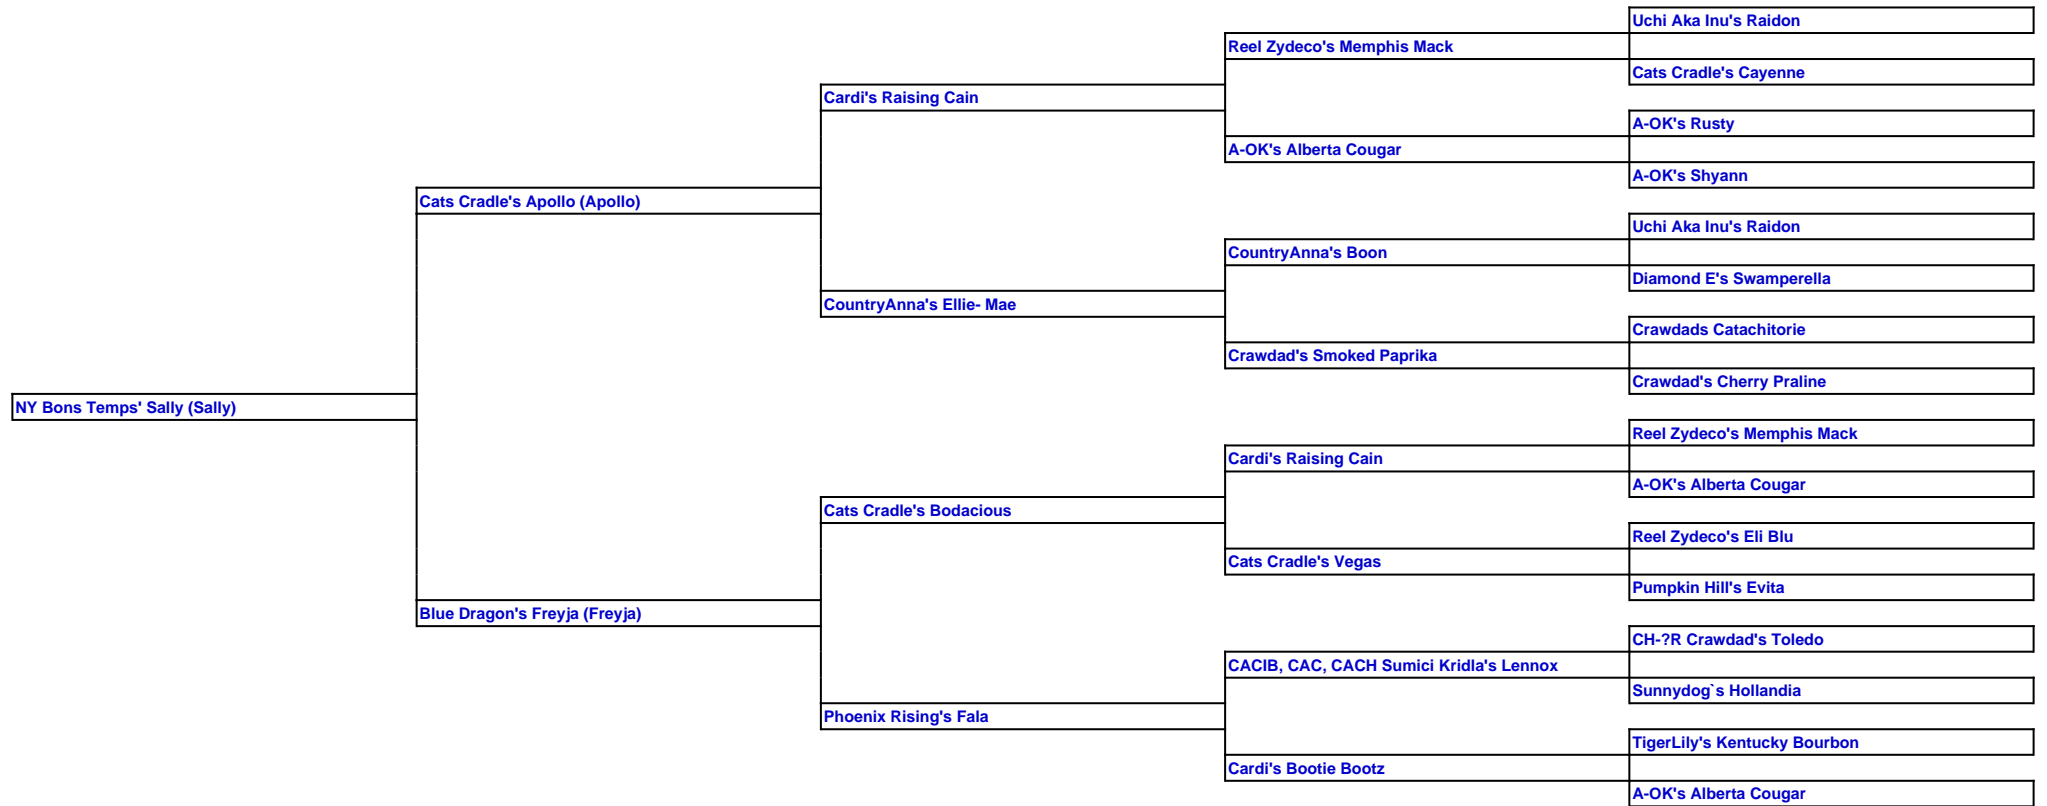 Uchi Aka Inu's Raidon
Reel Zydeco's Memphis Mack
Cats Cradle's Cayenne
Cardi's Raising Cain
A-OK's Rusty
A-OK's Alberta Cougar
A-OK's Shyann
Cats Cradle's Apollo (Apollo)
Uchi Aka Inu's Raidon
CountryAnna's Boon
Diamond E's Swamperella
CountryAnna's Ellie- Mae
Crawdads Catachitorie
Crawdad's Smoked Paprika
Crawdad's Cherry Praline
NY Bons Temps' Sally (Sally)
Reel Zydeco's Memphis Mack
Cardi's Raising Cain
A-OK's Alberta Cougar
Cats Cradle's Bodacious
Reel Zydeco's Eli Blu
Cats Cradle's Vegas
Pumpkin Hill's Evita
Blue Dragon's Freyja (Freyja)
CH-?R Crawdad's Toledo
CACIB, CAC, CACH Sumici Kridla's Lennox
Sunnydog`s Hollandia
Phoenix Rising's Fala
TigerLily's Kentucky Bourbon
Cardi's Bootie Bootz
A-OK's Alberta Cougar